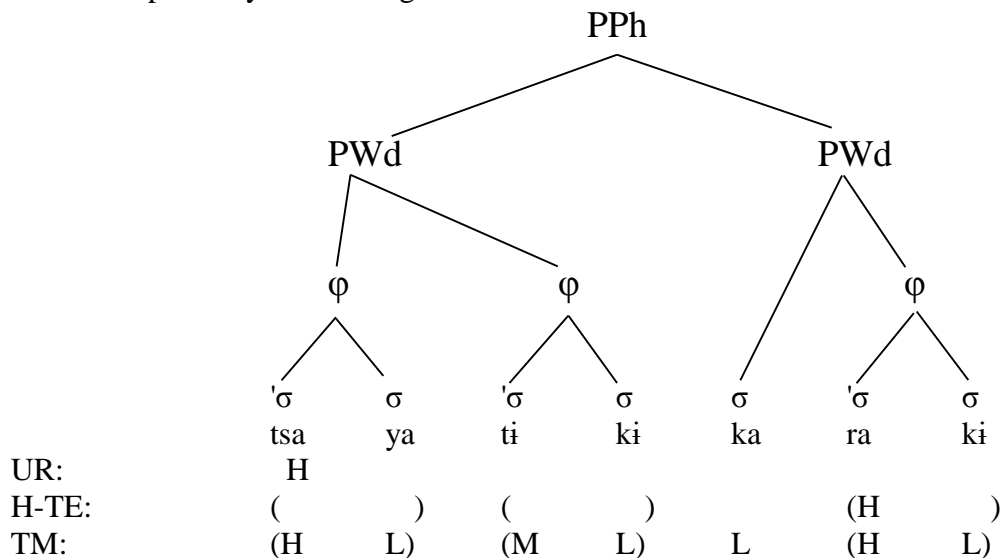 PPh
PWd PWd
φ φ φ
'σ σ 'σ σ σ 'σ σ
tsa ya tɨ kɨ ka ra kɨ
UR: H
H-TE: ( ) ( ) (H )
TM: (H L) (M L) L (H L)